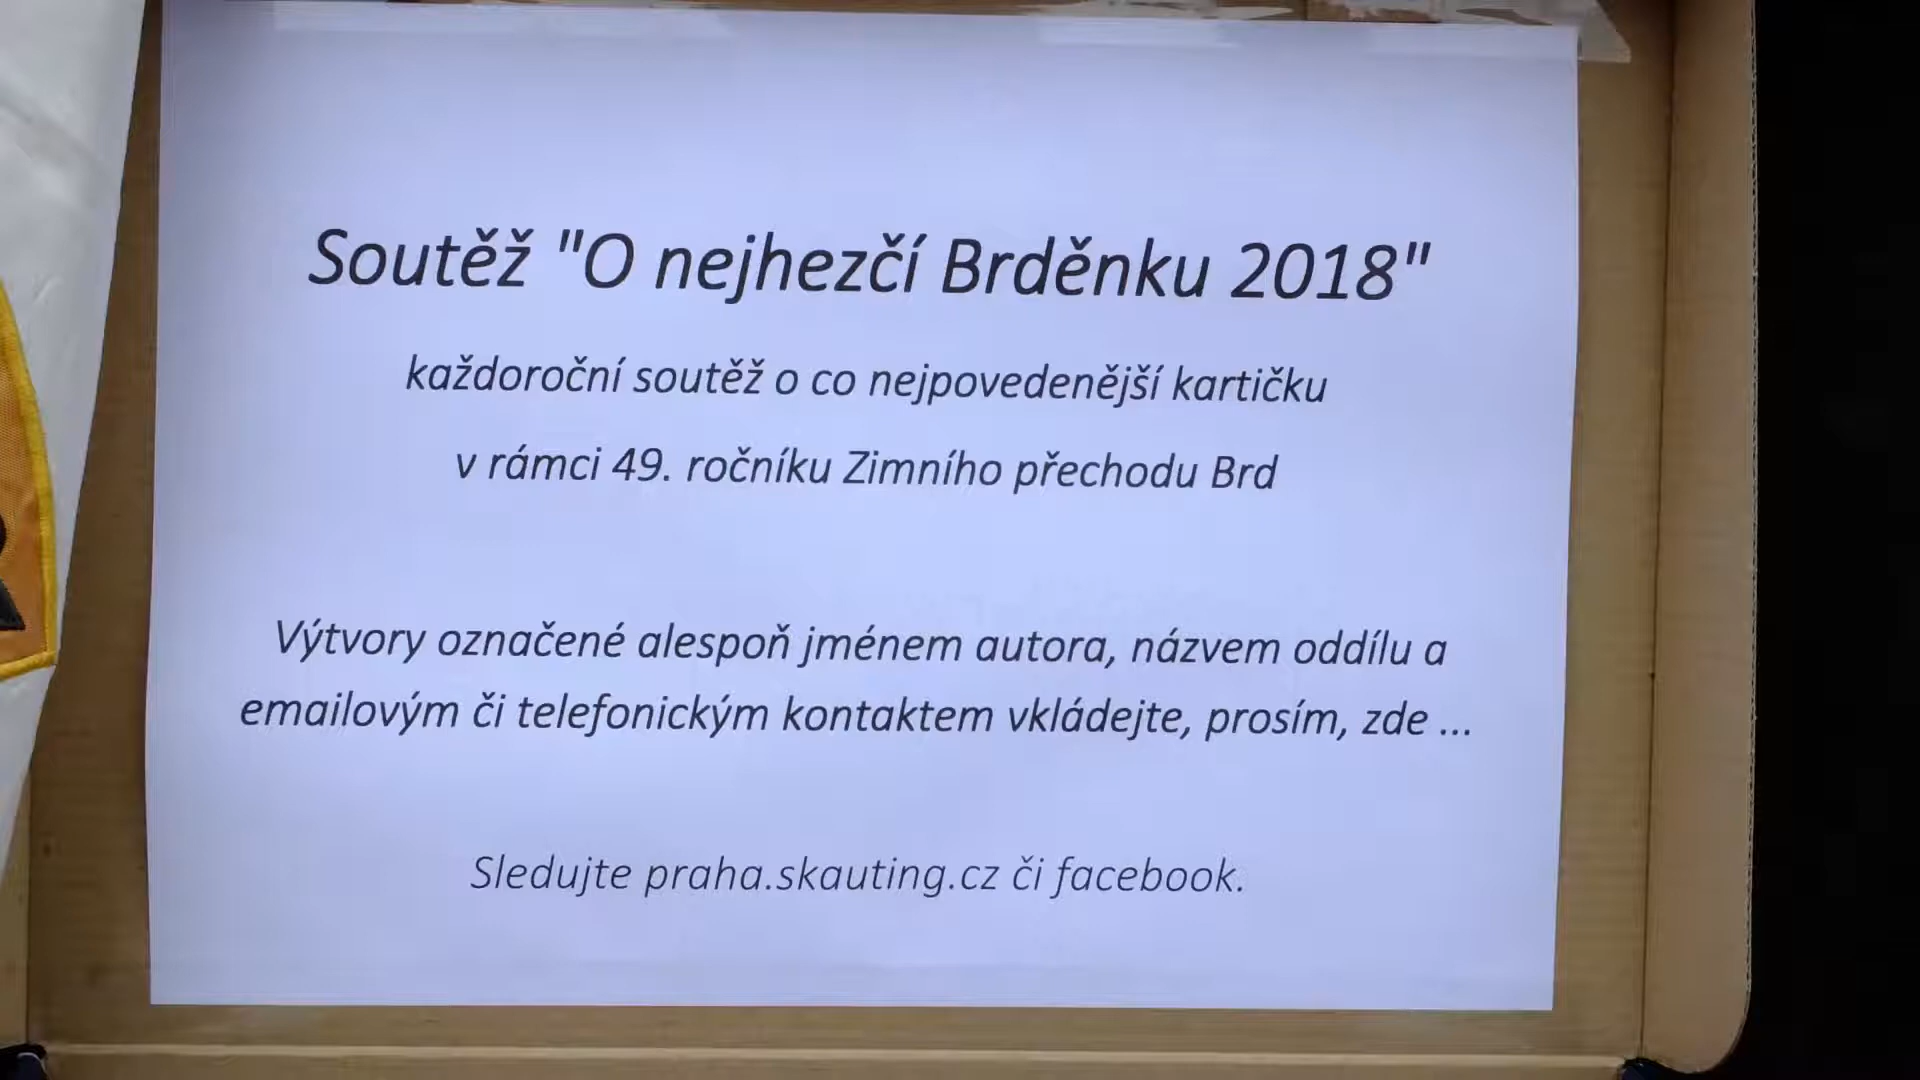 Soutěž "O nejhezčí Brděnku 2018"
každoroční soutěž o co nejpovedenější kartičku
v rámci 49. ročníku Zimního přechodu Brd
Výtvory označené alespoň jménem autora, názvem oddílu a
emailovým či telefonickým kontaktem vkládejte, prosím, zde ...
Sledujte praha.skauting.cz či facebook.